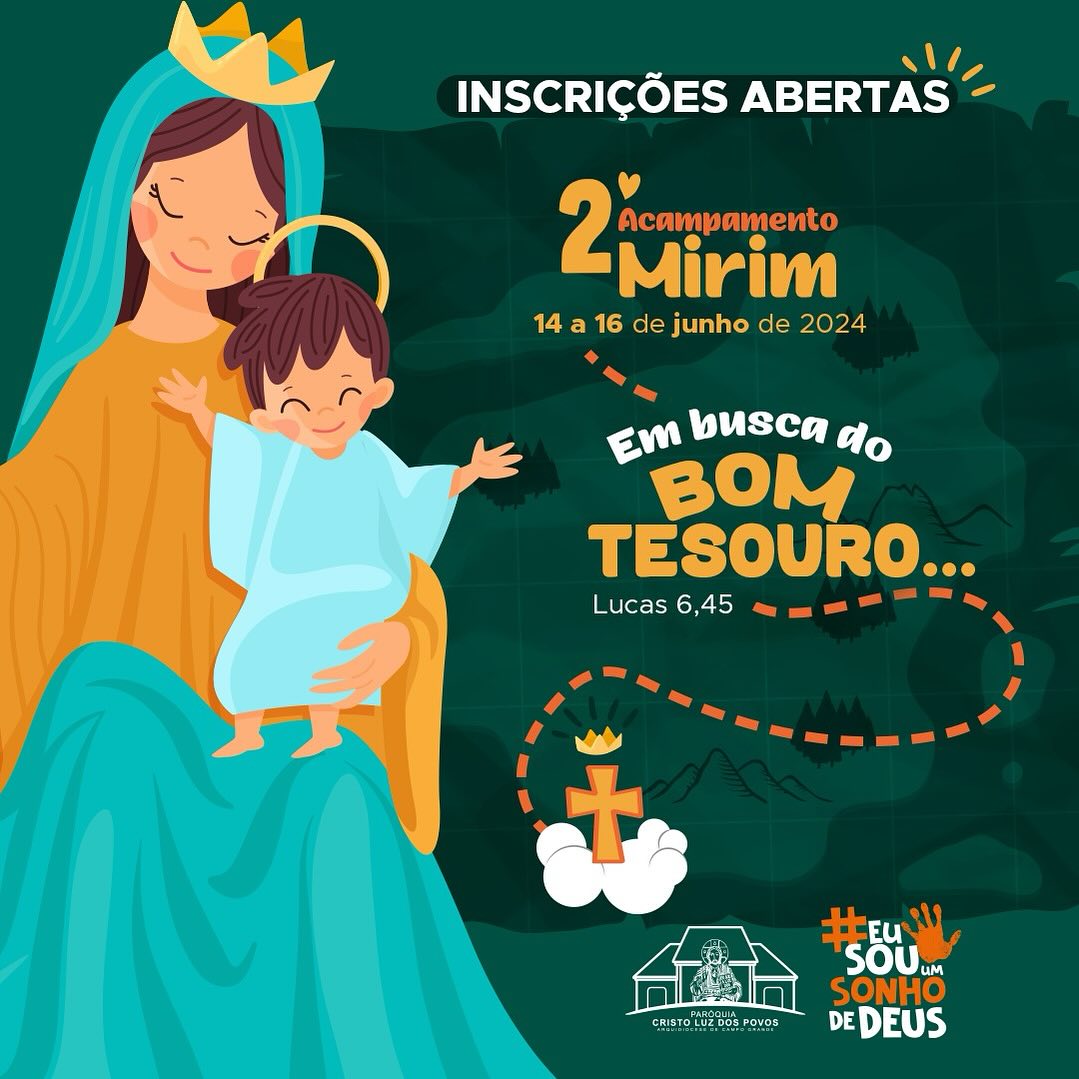 INSCRIÇÕES ABERTAS
2º Acampamento
Mirim
14 a 16 de junho de 2024
Em busca do
BOM
TESOURO...
Lucas 6,45
PARÓQUIA
CRISTO LUZ DOS POVOS
ARQUIDIOCESE DE CAMPO GRANDE
#EU
SOU UM
SONHO
DE DEUS